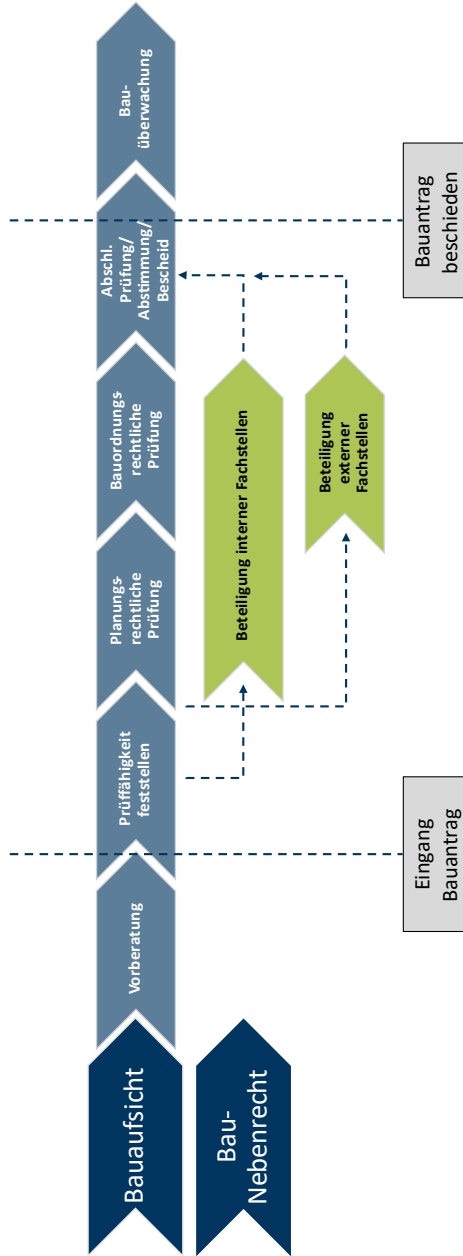 Bauaufsicht
Vorberatung
Prüffähigkeit
feststellen
Planungs-
rechtliche
Prüfung
Bauordnungs-
rechtliche
Prüfung
Abschl.
Prüfung/
Abstimmung/
Bescheid
Bau-
überwachung
Bau-
Nebenrecht
Beteiligung interner Fachstellen
Beteiligung
externer
Fachstellen
Eingang
Bauantrag
Bauantrag
beschieden